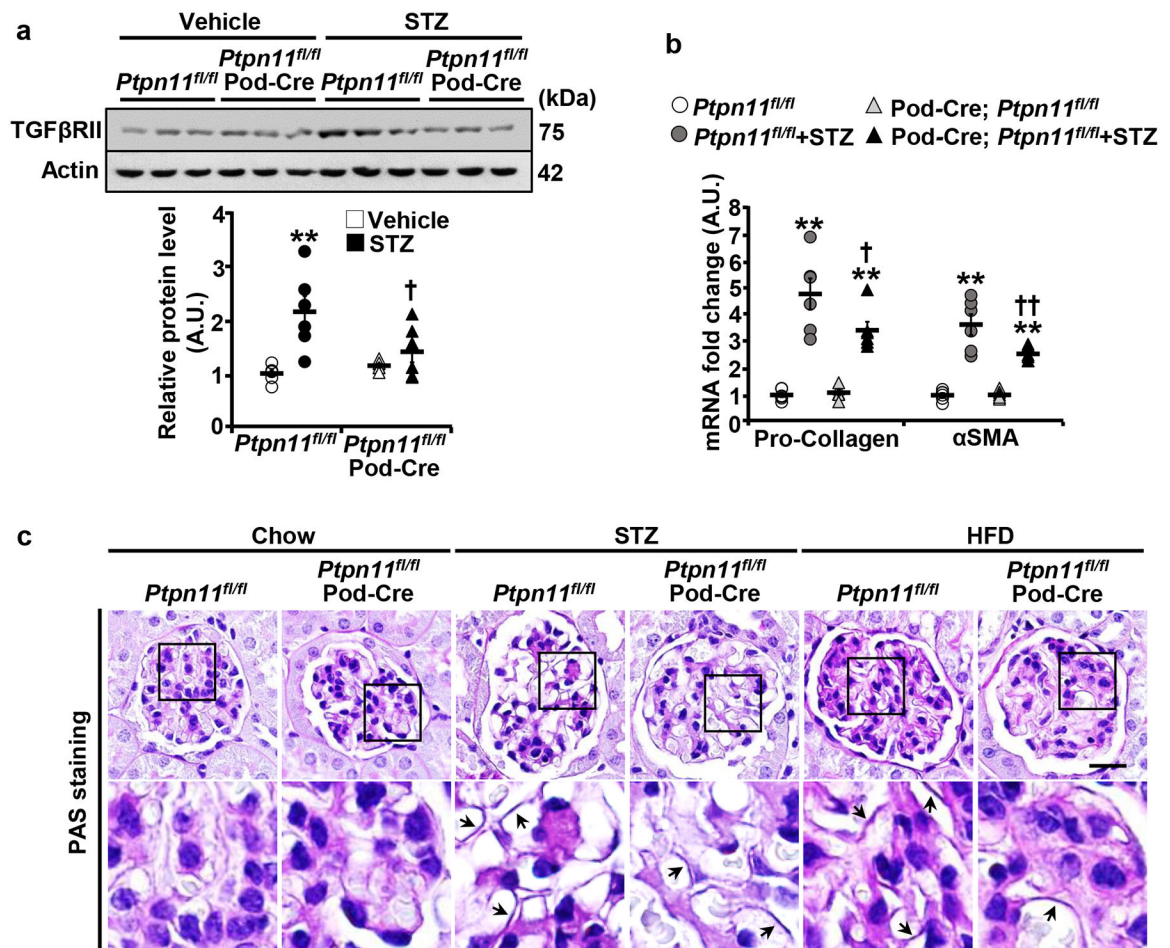 a
Vehicle STZ
Ptpn11fl/fl Ptpn11fl/fl Pod-Cre Ptpn11fl/fl Ptpn11fl/fl Pod-Cre
(kDa)
TGFβRII 75
Actin 42
Relative protein level (A.U.)
4
3
2
1
0
Vehicle
STZ
**
†
Ptpn11fl/fl Ptpn11fl/fl
Pod-Cre
b
Ptpn11fl/fl Pod-Cre; Ptpn11fl/fl
Ptpn11fl/fl+STZ Pod-Cre; Ptpn11fl/fl+STZ
mRNA fold change (A.U.)
8
7
6
5
4
3
2
1
0
**
†
**
**
††
**
Pro-Collagen αSMA
c
Chow STZ HFD
Ptpn11fl/fl Ptpn11fl/fl Pod-Cre Ptpn11fl/fl Ptpn11fl/fl Pod-Cre Ptpn11fl/fl Ptpn11fl/fl Pod-Cre
PAS staining